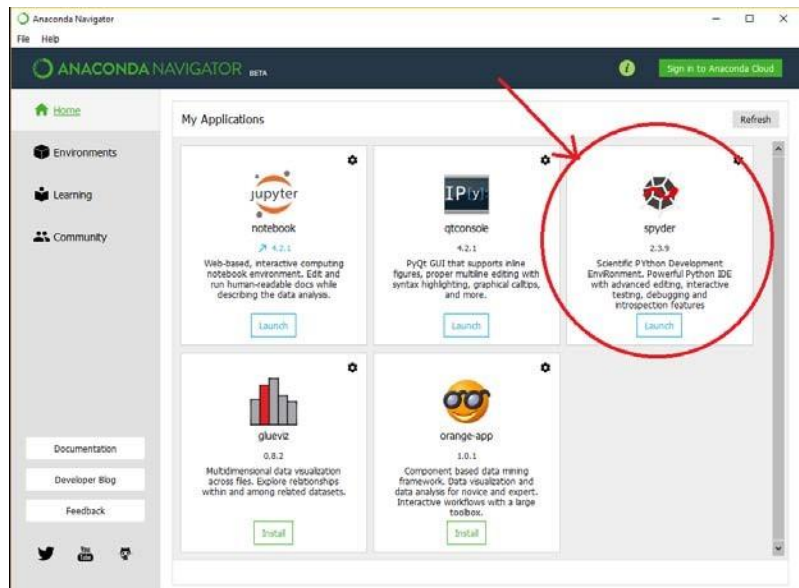 Anaconda Navigator
File Help
ANACONDA NAVIGATOR BETA
Sign in to Anaconda Cloud
Home
Environments
Learning
Community
Documentation
Developer Blog
Feedback
You
Tube
My Applications
Refresh
jupyter
notebook
4.2.1
Web-based, interactive computing
notebook environment. Edit and
run human-readable docs while
describing the data analysis.
Launch
IP[y]:
qtconsole
4.2.1
PyQt GUI that supports inline
figures, proper multiline editing with
syntax highlighting, graphical calltips,
and more.
Launch
spyder
2.3.9
Scientific PYthon Development
EnviRonment. Powerful Python IDE
with advanced editing, interactive
testing, debugging and
introspection features
Launch
glueviz
0.8.2
Multidimensional data visualization
across files. Explore relationships
within and among related datasets.
Install
orange-app
1.0.1
Component based data mining
framework. Data visualization and
data analysis for novice and expert.
Interactive workflows with a large
toolbox.
Install